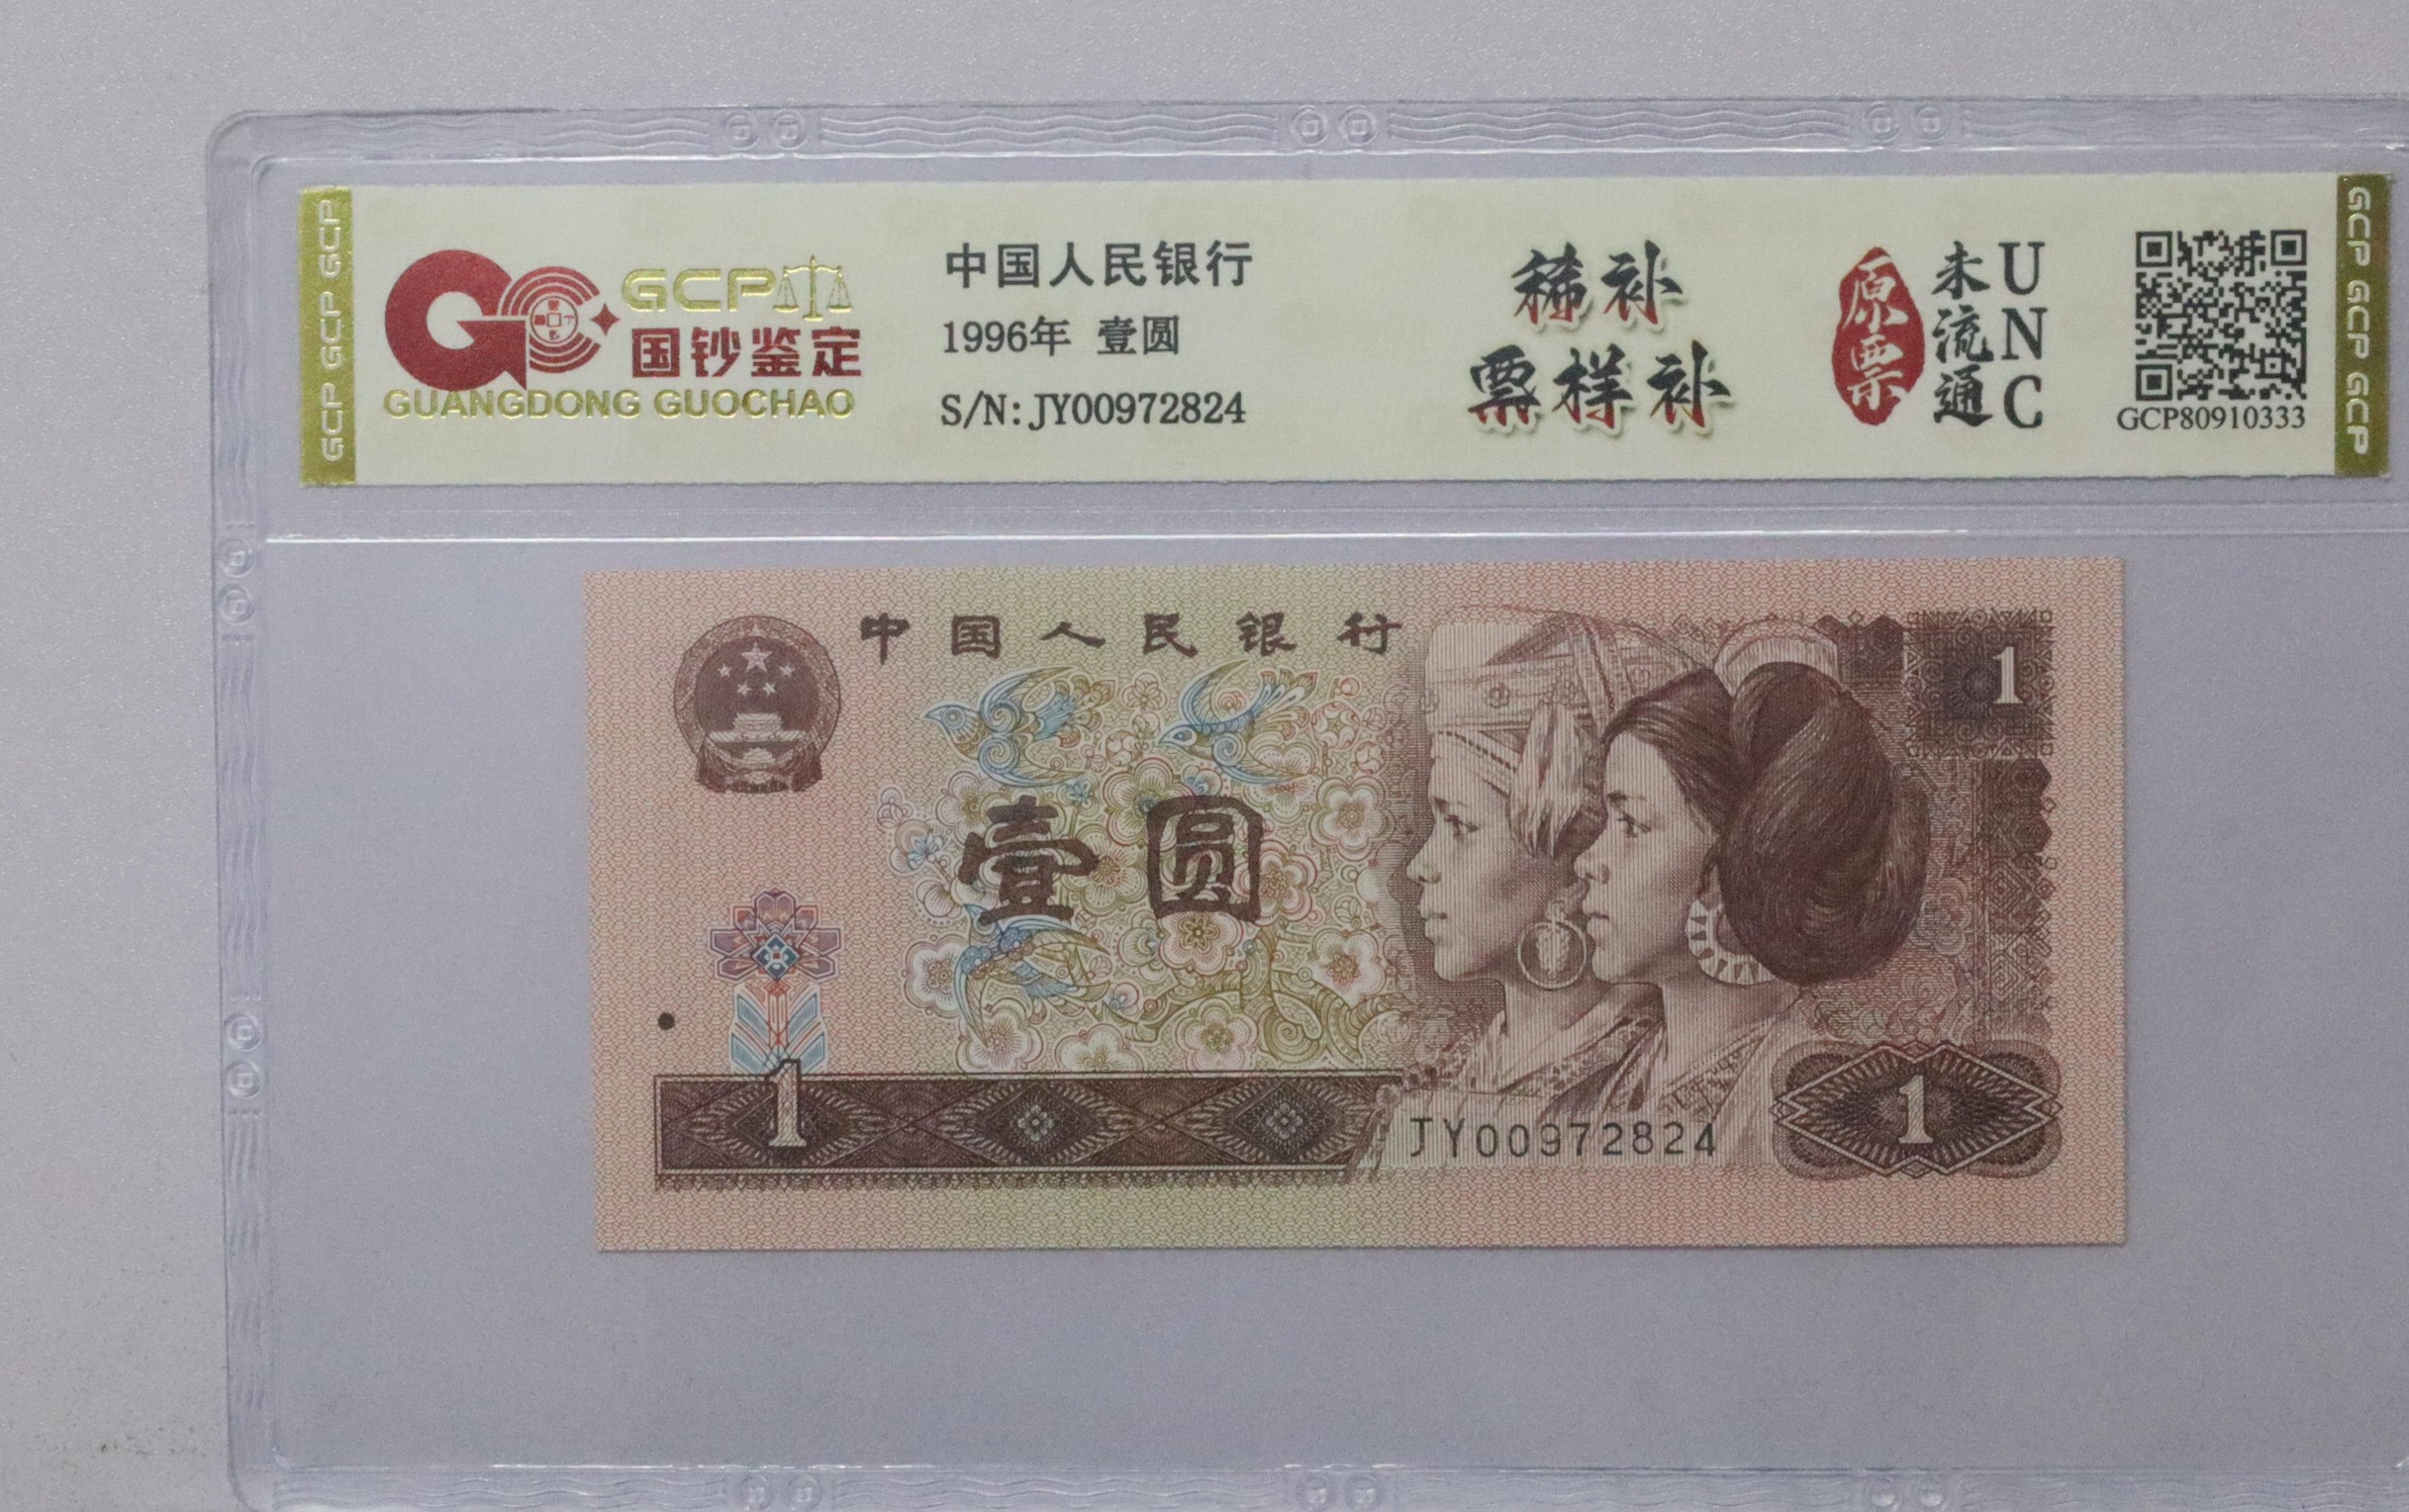 GCP GCP GCP
GCP
国钞鉴定
GUANGDONG GUOCHAO
中国人民银行
1996年 壹圆
S/N: JY00972824
稀补
票样补
原票
未流通
UNC
GCP80910333
GCP GCP GCP
中国人民银行
1
壹圆
1
JY00972824
1